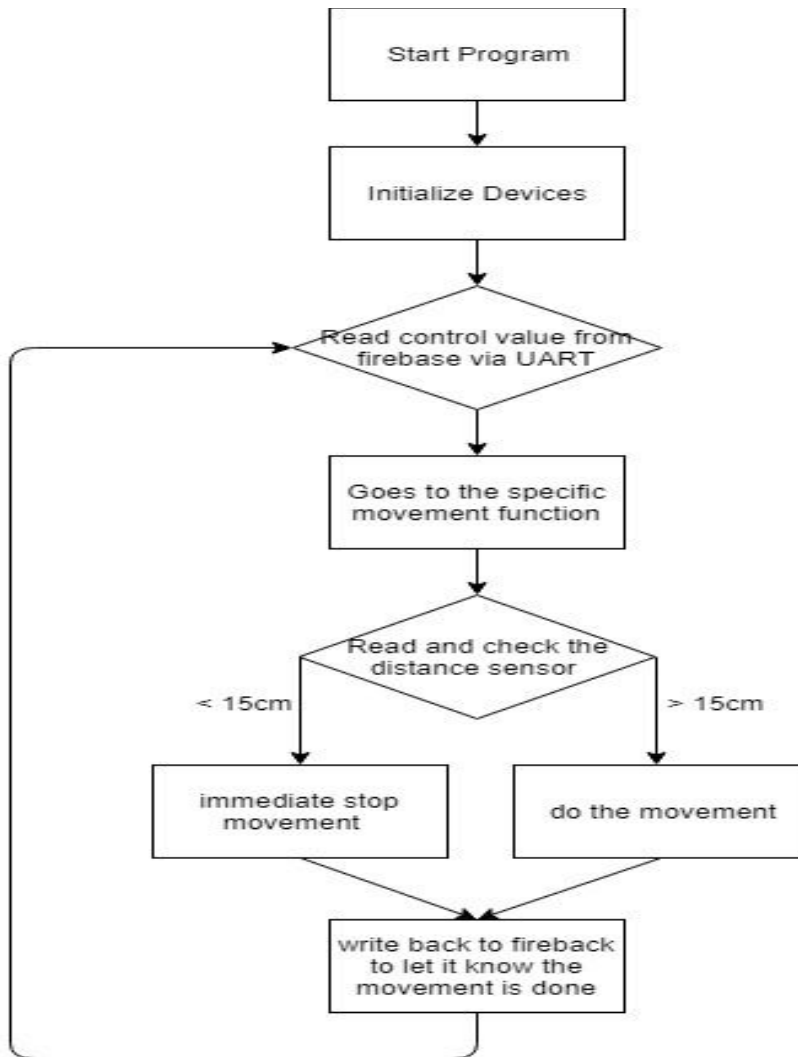 Start Program
Initialize Devices
Read control value from
firebase via UART
Goes to the specific
movement function
Read and check the
distance sensor
< 15cm
> 15cm
immediate stop
movement
do the movement
write back to fireback
to let it know the
movement is done